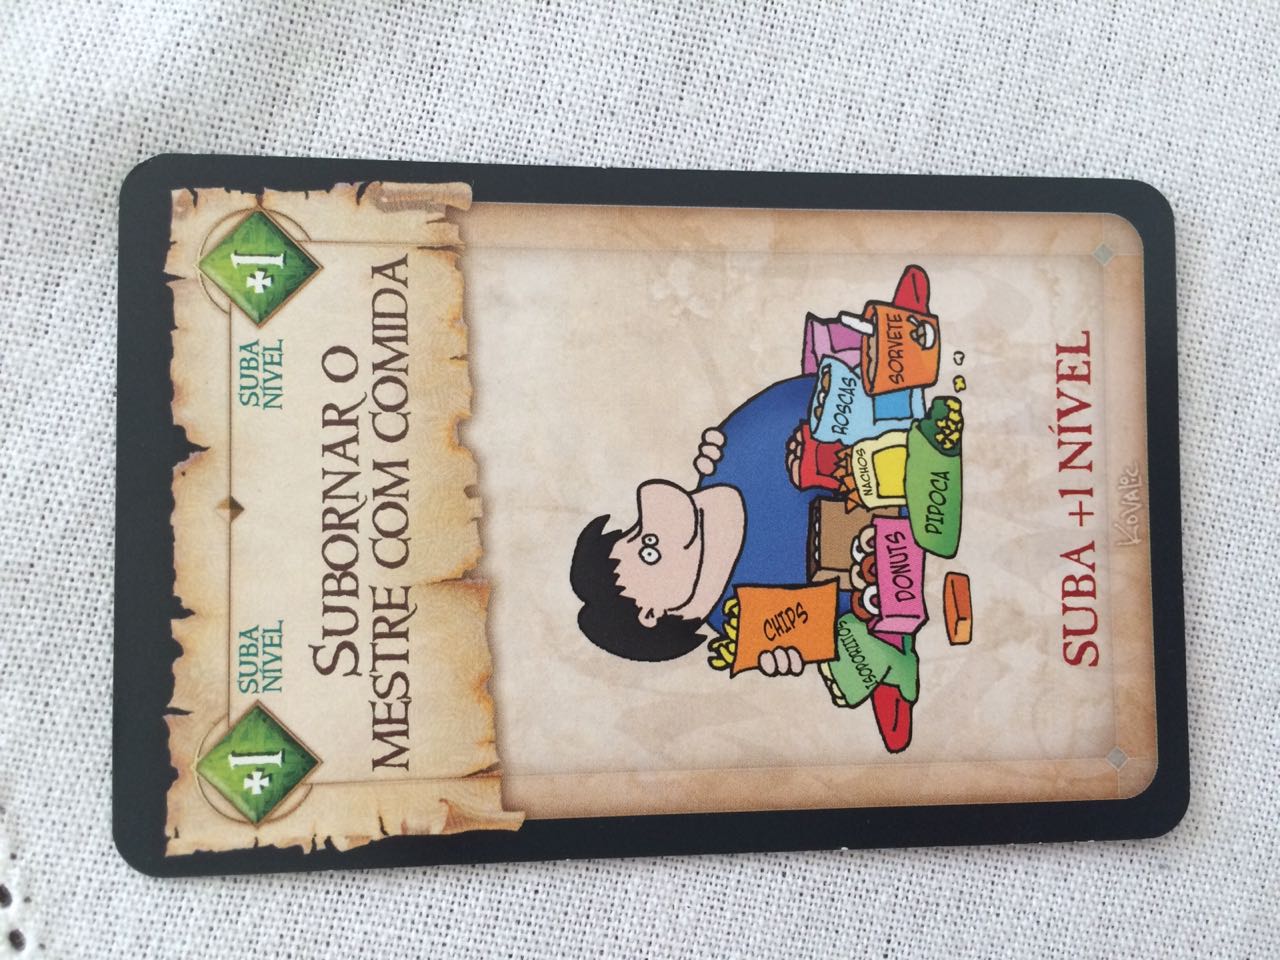 +1 SUBA NÍVEL
SUBA NÍVEL +1
SUBORNAR O
MESTRE COM COMIDA
CHIPS
ISOPORZITOS
DONUTS
NACHOS
ROSCAS
SORVETE
PIPOCA
SUBA +1 NÍVEL
KOVALIC